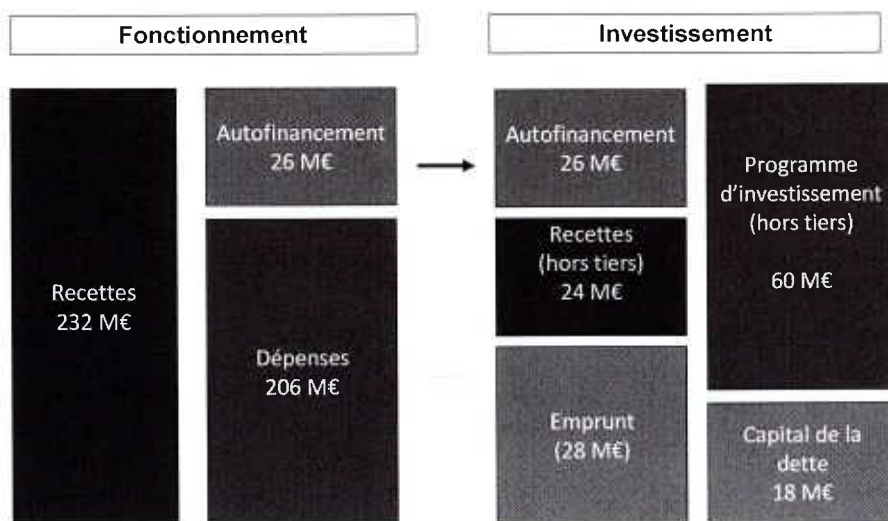 Fonctionnement
Investissement
Recettes
232 M€
Autofinancement
26 M€
Dépenses
206 M€
Autofinancement
26 M€
Recettes
(hors tiers)
24 M€
Emprunt
(28 M€)
Programme
d'investissement
(hors tiers)
60 M€
Capital de la
dette
18 M€